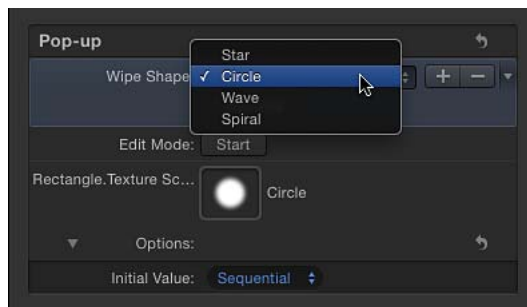 Pop-up
Star
Wipe Shape ✓ Circle
Wave
Spiral
Edit Mode: Start
Rectangle.Texture Sc... Circle
Options:
Initial Value: Sequential